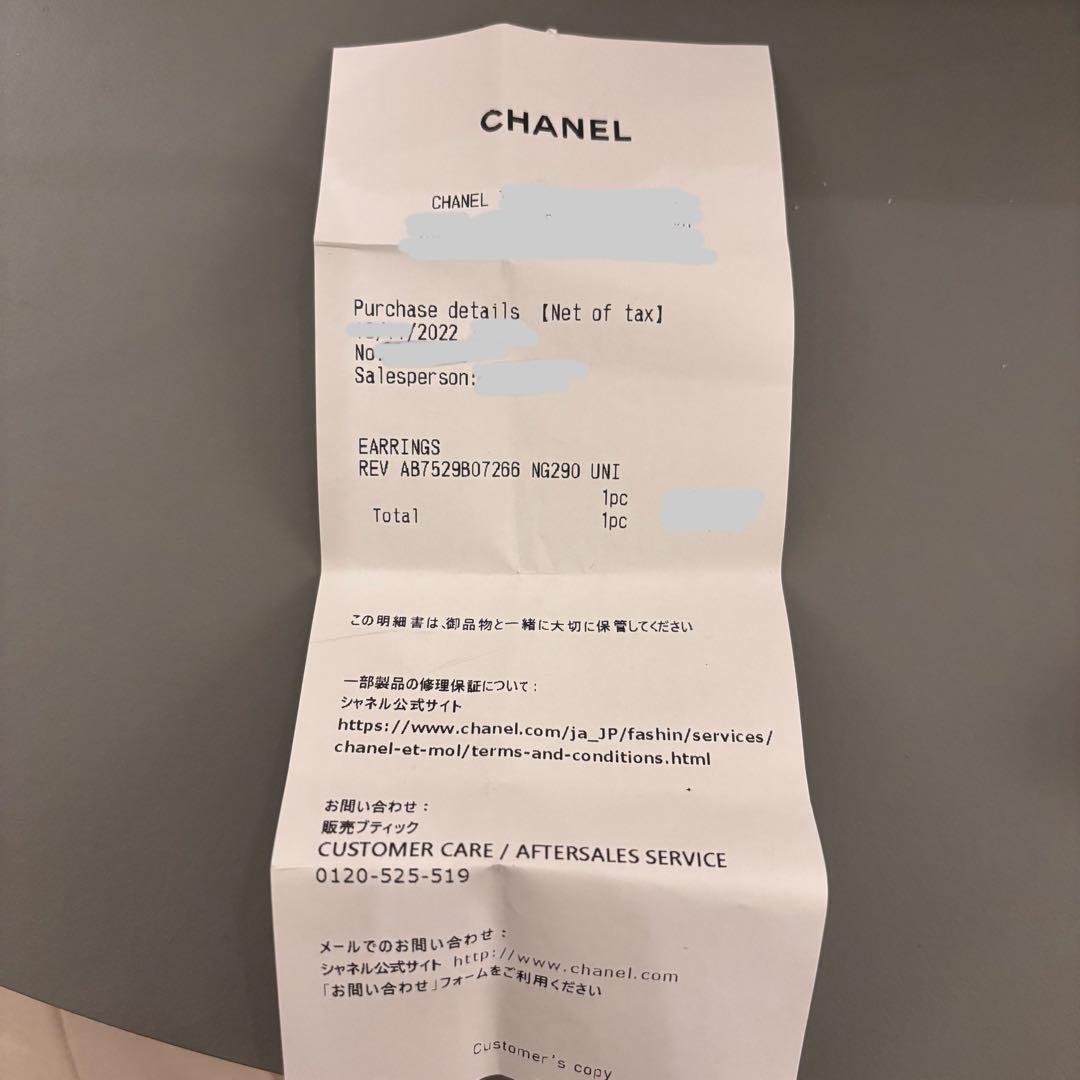 CHANEL
CHANEL
Purchase details 【Net of tax】
/2022
No.
Salesperson:
EARRINGS
REV AB7529B07266 NG290 UNI
1pc
Total 1pc
この明細書は、御品物と一緒に大切に保管してください
一部製品の修理保証について：
シャネル公式サイト
https://www.chanel.com/ja_JP/fashin/services/
chanel-et-mol/terms-and-conditions.html
お問い合わせ：
販売ブティック
CUSTOMER CARE / AFTERSALES SERVICE
0120-525-519
メールでのお問い合わせ：
シャネル公式サイト http://www.chanel.com
「お問い合わせ」フォームをご利用ください
Customer's copy